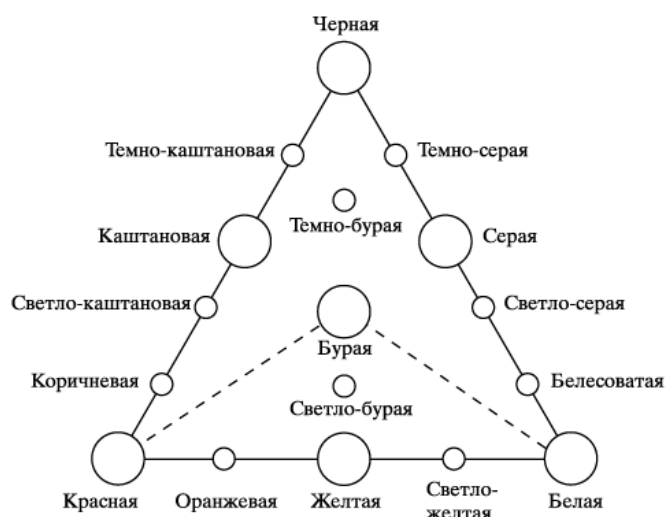 Черная
Темно-каштановая
Темно-серая
Темно-бурая
Каштановая
Серая
Светло-каштановая
Светло-серая
Бурая
Коричневая
Белесоватая
Светло-бурая
Красная
Оранжевая
Желтая
Светло-
желтая
Белая